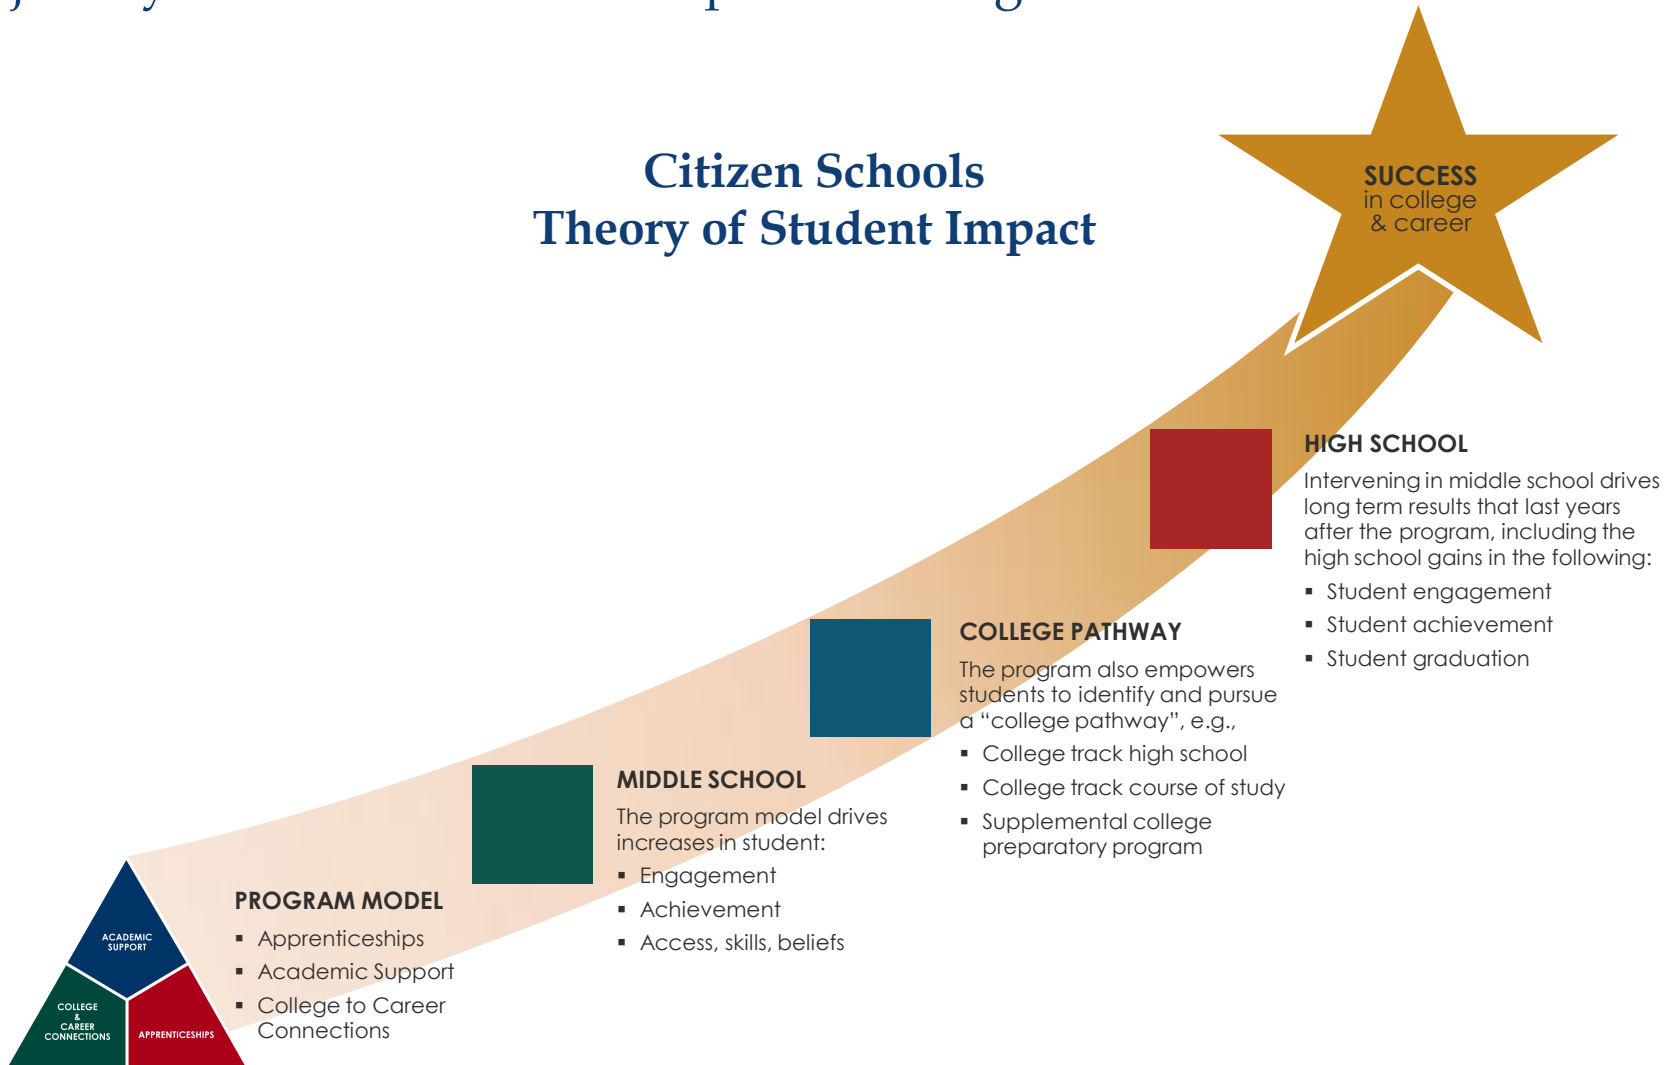 Citizen Schools
Theory of Student Impact
SUCCESS
in college
& career
HIGH SCHOOL
Intervening in middle school drives
long term results that last years
after the program, including the
high school gains in the following:
▪ Student engagement
▪ Student achievement
▪ Student graduation
COLLEGE PATHWAY
The program also empowers
students to identify and pursue
a “college pathway”, e.g.,
▪ College track high school
▪ College track course of study
▪ Supplemental college
preparatory program
MIDDLE SCHOOL
The program model drives
increases in student:
▪ Engagement
▪ Achievement
▪ Access, skills, beliefs
PROGRAM MODEL
▪ Apprenticeships
▪ Academic Support
▪ College to Career
Connections
ACADEMIC
SUPPORT
COLLEGE
&
CAREER
CONNECTIONS
APPRENTICESHIPS